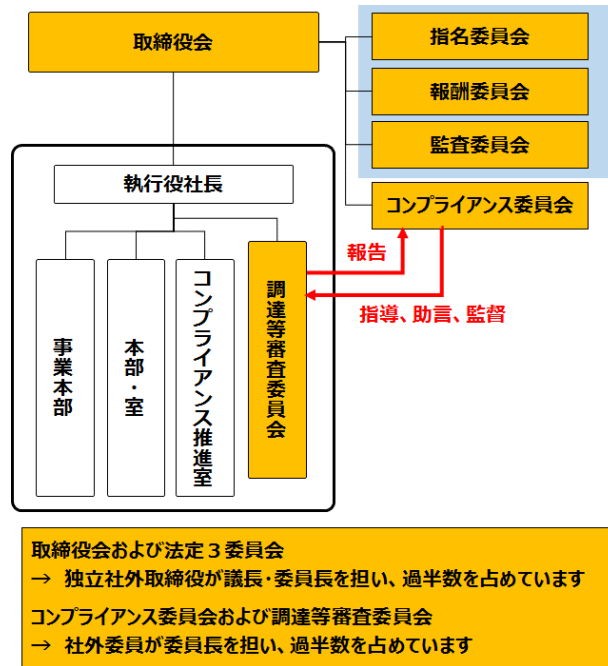 取締役会
指名委員会
報酬委員会
監査委員会
コンプライアンス委員会
執行役社長
報告
指導、助言、監督
事業本部
本部・室
コンプライアンス推進室
調達等審査委員会
取締役会および法定３委員会
→ 独立社外取締役が議長・委員長を担い、過半数を占めています
コンプライアンス委員会および調達等審査委員会
→ 社外委員が委員長を担い、過半数を占めています